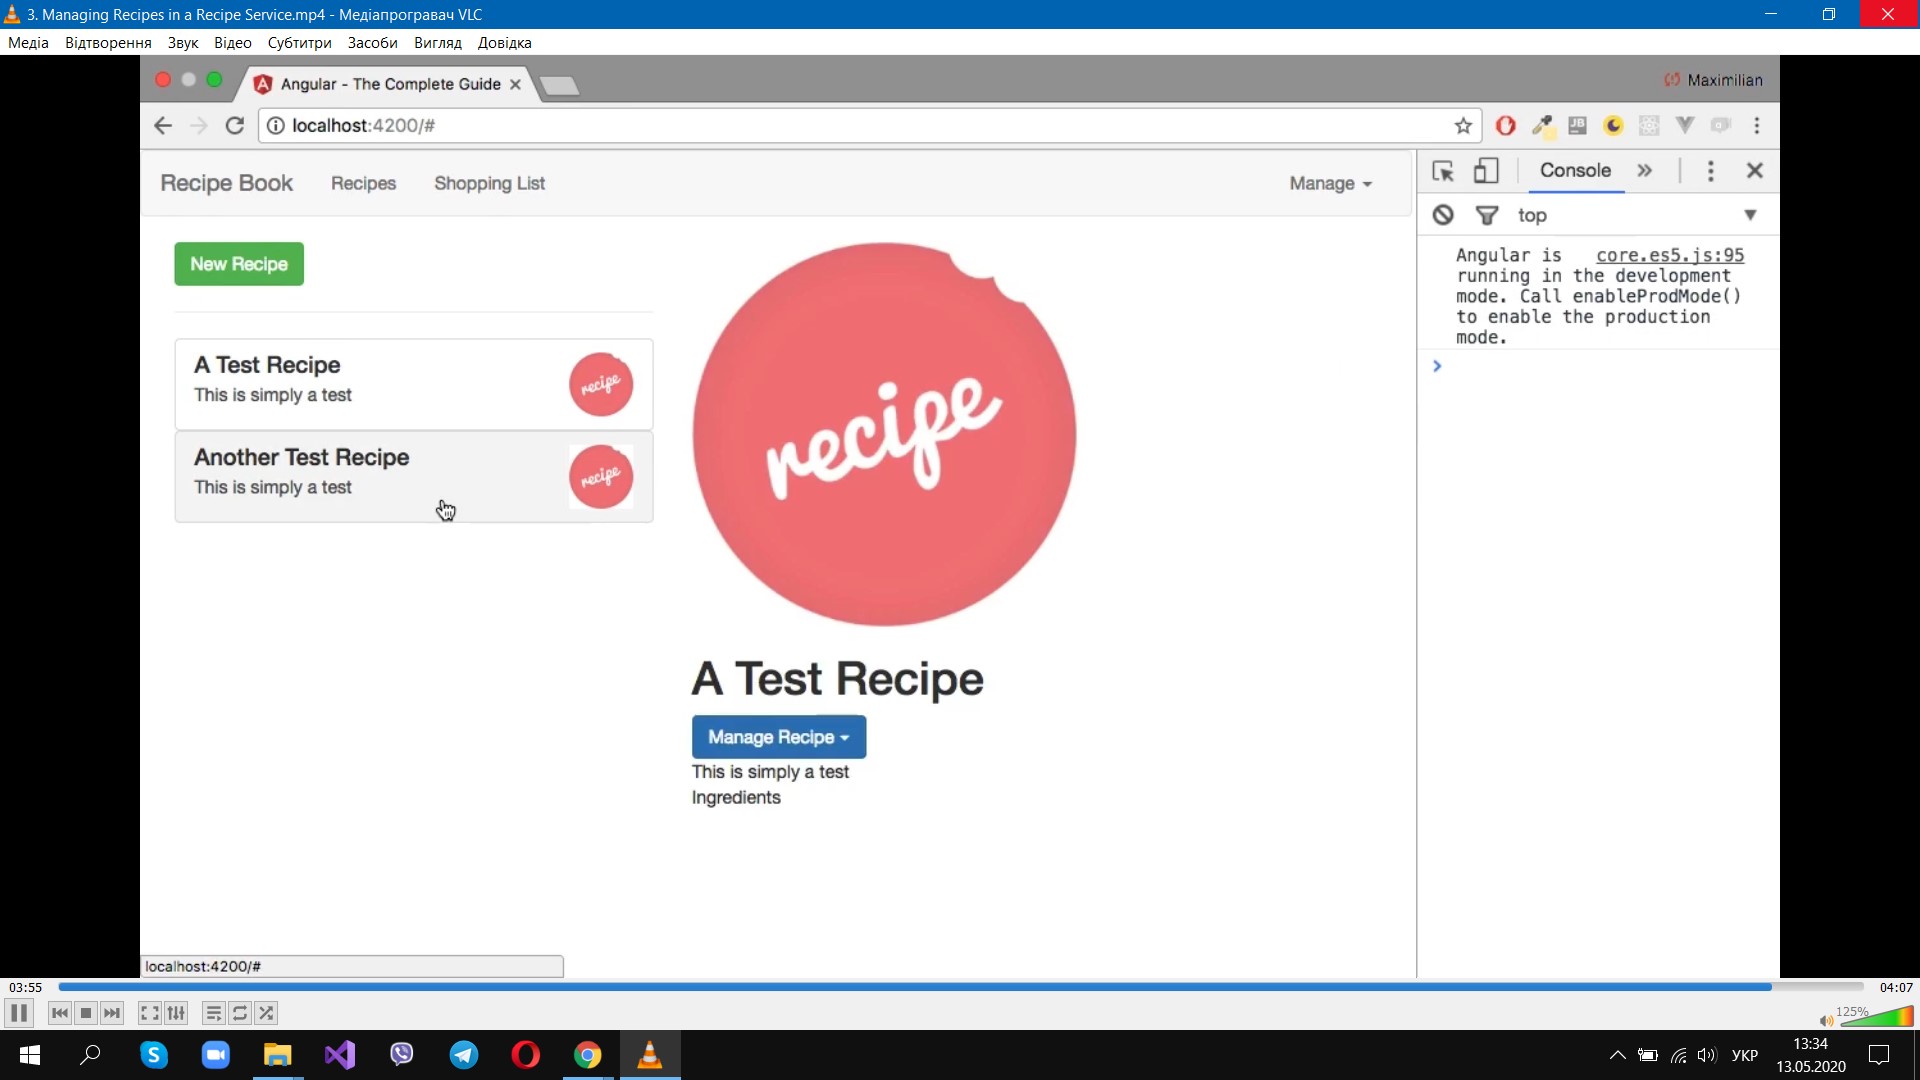 3. Managing Recipes in a Recipe Service.mp4 - Медіапрогравач VLC
Медіа Відтворення Звук Відео Субтитри Засоби Вигляд Довідка
Angular - The Complete Guide
Maximilian
localhost:4200/#
JB
Recipe Book Recipes Shopping List Manage
Console
top
Angular is core.es5.js:95
running in the development
mode. Call enableProdMode()
to enable the production
mode.
New Recipe
A Test Recipe
This is simply a test
recipe
Another Test Recipe
This is simply a test
recipe
recipe
A Test Recipe
Manage Recipe
This is simply a test
Ingredients
localhost:4200/#
03:55
04:07
125%
УКР
13:34
13.05.2020